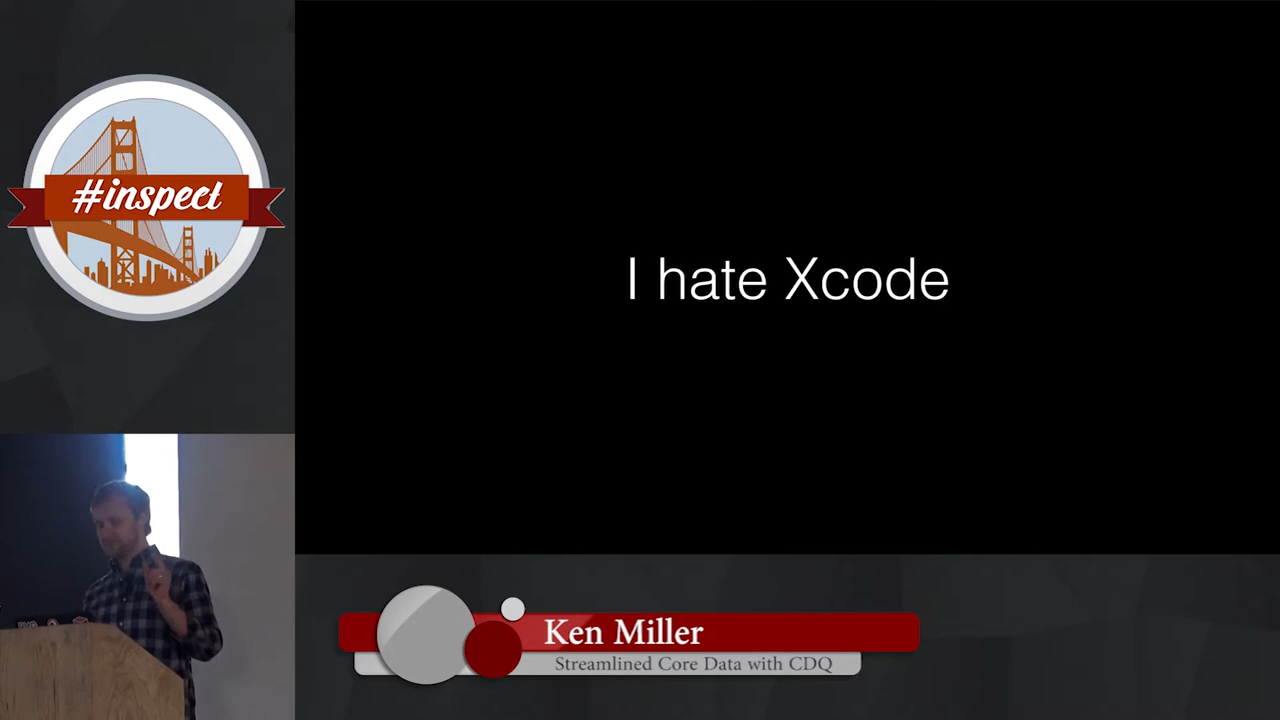 #inspect
I hate Xcode
Ken Miller
Streamlined Core Data with CDQ